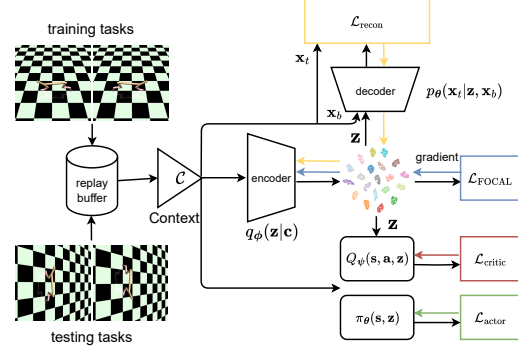 training tasks
replay
buffer
testing tasks
𝒞
Context
encoder
q_ϕ(z|c)
x_t
x_b
ℒ_recon
decoder
p_θ(x_t|z, x_b)
z
gradient
ℒ_FOCAL
z
Q_ψ(s, a, z)
ℒ_critic
π_θ(s, z)
ℒ_actor